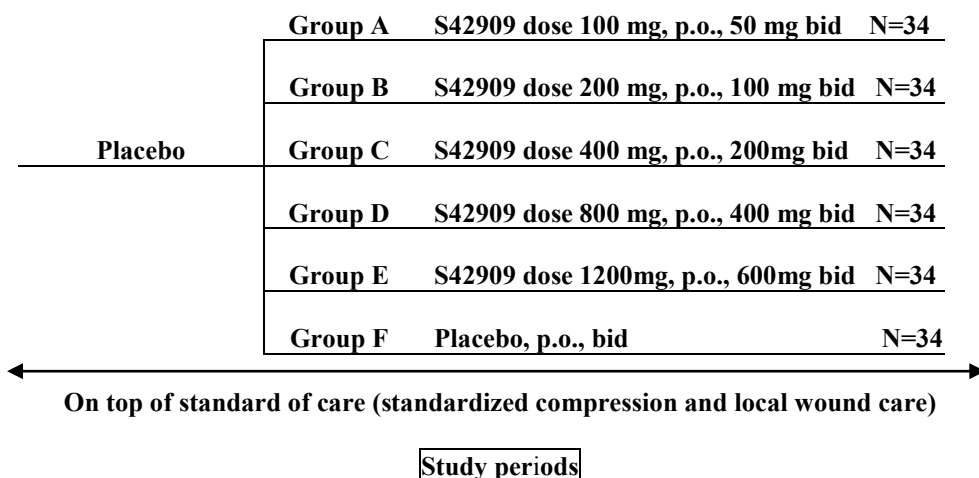 Group A S42909 dose 100 mg, p.o., 50 mg bid N=34
Group B S42909 dose 200 mg, p.o., 100 mg bid N=34
Placebo Group C S42909 dose 400 mg, p.o., 200mg bid N=34
Group D S42909 dose 800 mg, p.o., 400 mg bid N=34
Group E S42909 dose 1200mg, p.o., 600mg bid N=34
Group F Placebo, p.o., bid N=34
On top of standard of care (standardized compression and local wound care)
Study periods